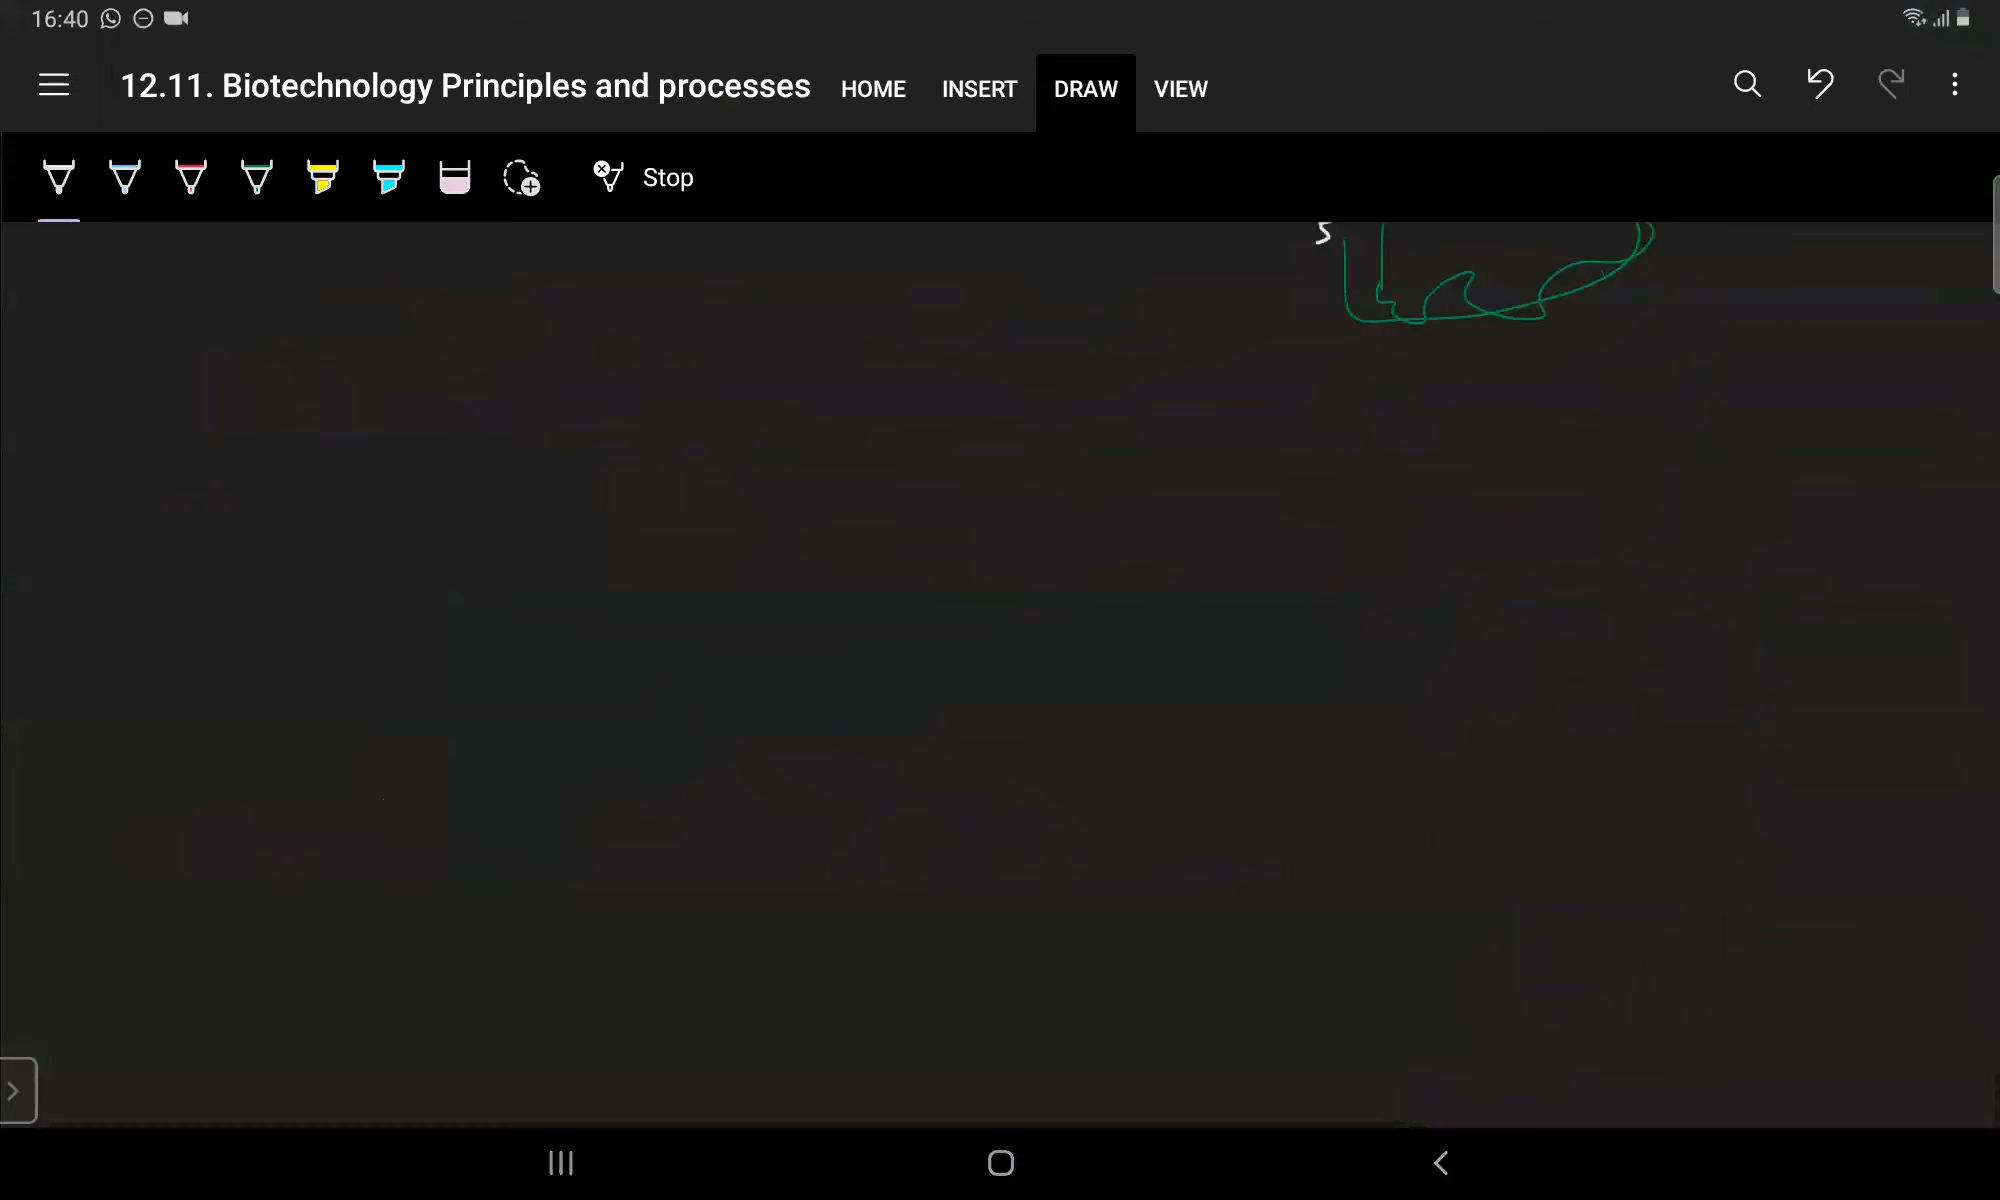 16:40
12.11. Biotechnology Principles and processes HOME INSERT DRAW VIEW
Stop